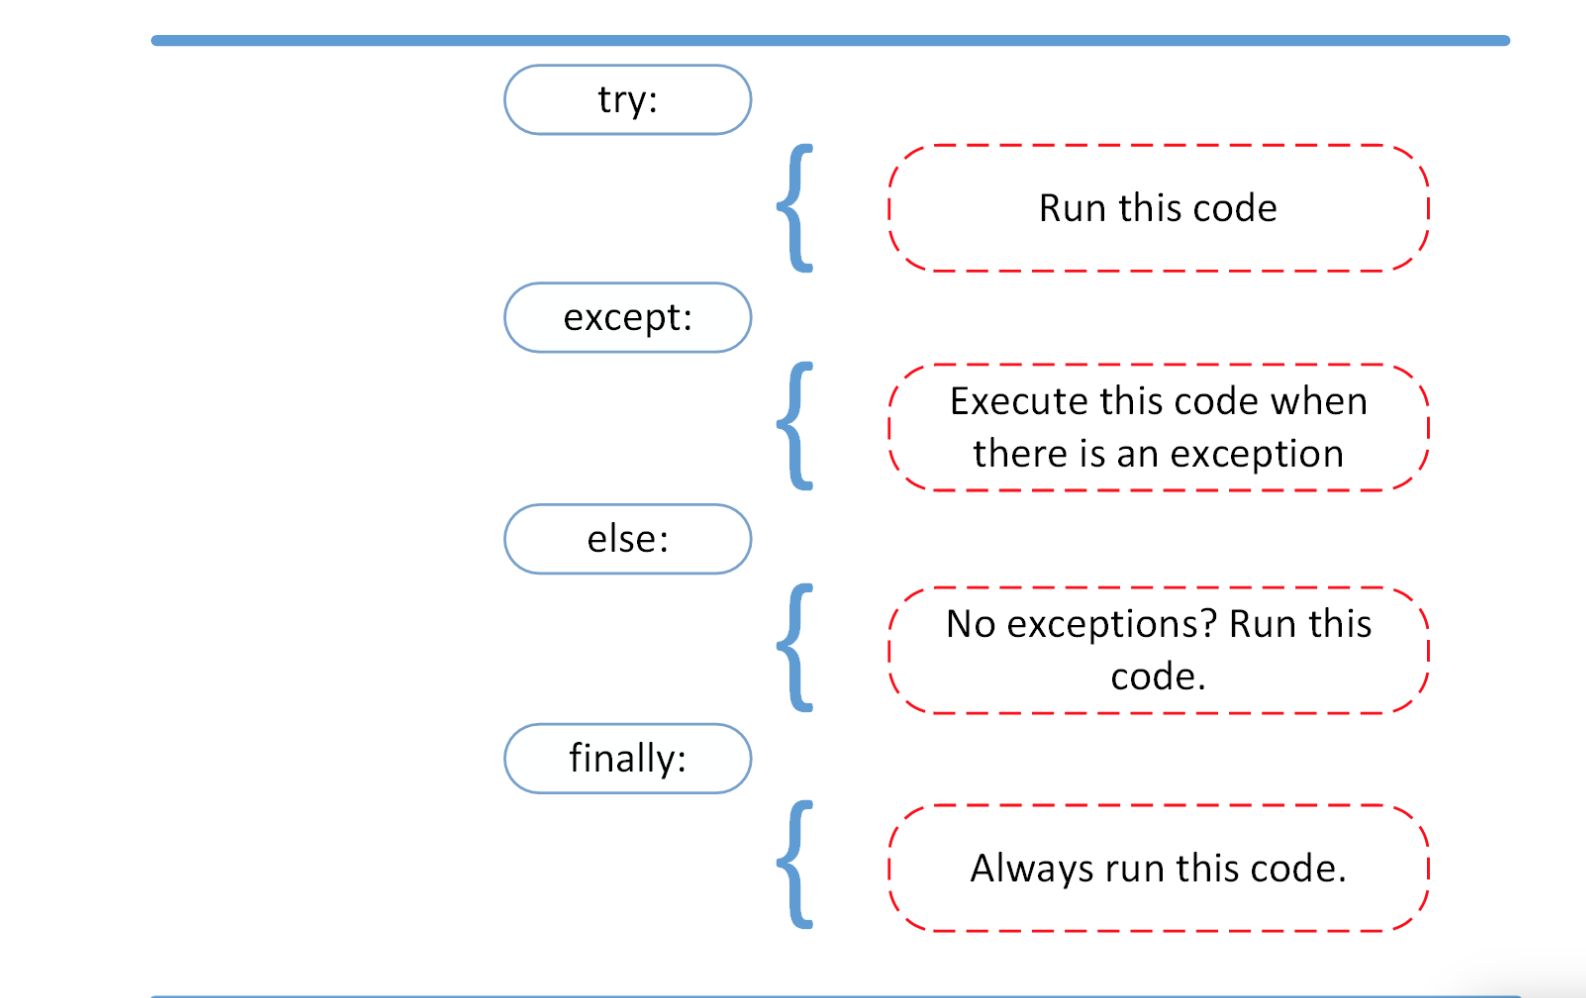 try:
Run this code
except:
Execute this code when
there is an exception
else:
No exceptions? Run this
code.
finally:
Always run this code.